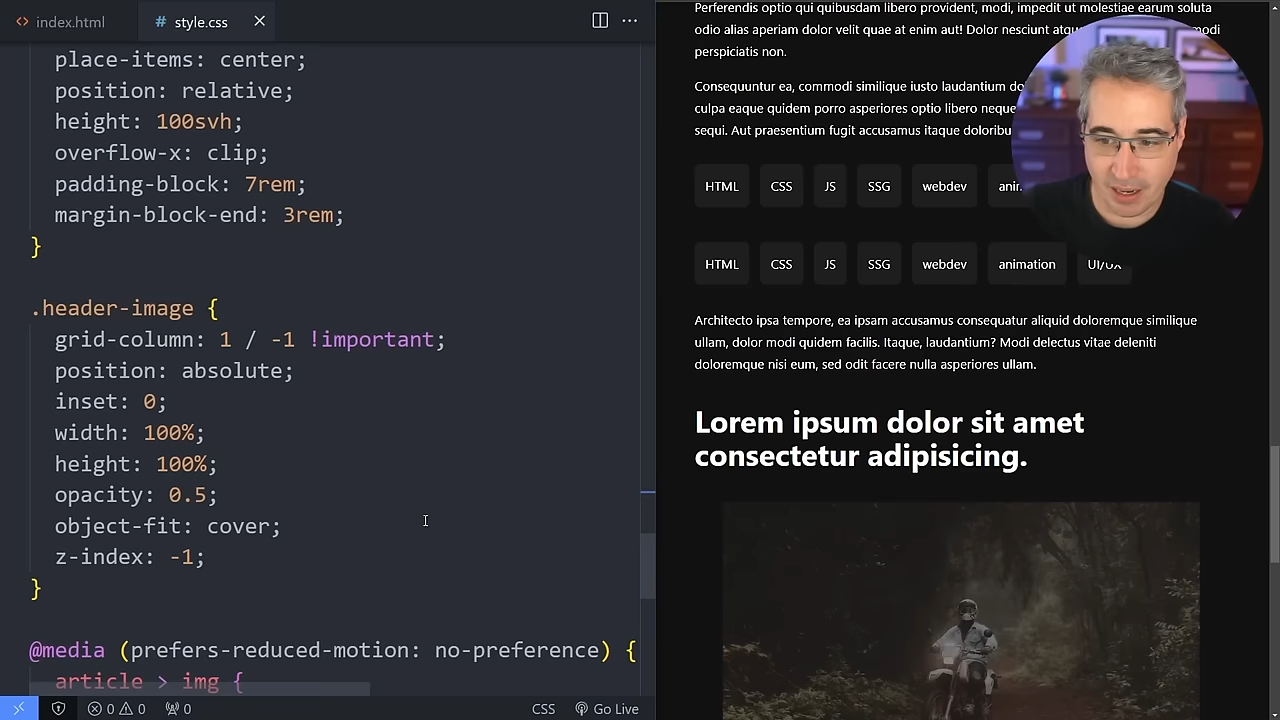 index.html
style.css
place-items: center;
position: relative;
height: 100svh;
overflow-x: clip;
padding-block: 7rem;
margin-block-end: 3rem;
}
.header-image {
grid-column: 1 / -1 !important;
position: absolute;
inset: 0;
width: 100%;
height: 100%;
opacity: 0.5;
object-fit: cover;
z-index: -1;
}
@media (prefers-reduced-motion: no-preference) {
article > img {
0 0 0
CSS
Go Live
Perferendis optio qui quibusdam libero provident, modi, impedit ut molestiae earum soluta
odio alias aperiam dolor velit quae at enim aut! Dolor nesciunt modi
perspiciatis non.
Consequuntur ea, commodi similique iusto laudantium
culpa eaque quidem porro asperiores optio libero
sequi. Aut praesentium fugit accusamus itaque
HTML CSS JS SSG webdev
HTML CSS JS SSG webdev animation UI/UX
Architecto ipsa tempore, ea ipsam accusamus consequatur aliquid doloremque similique
ullam, dolor modi quidem facilis. Itaque, laudantium? Modi delectus vitae deleniti
doloremque nisi eum, sed odit facere nulla asperiores ullam.
Lorem ipsum dolor sit amet
consectetur adipisicing.